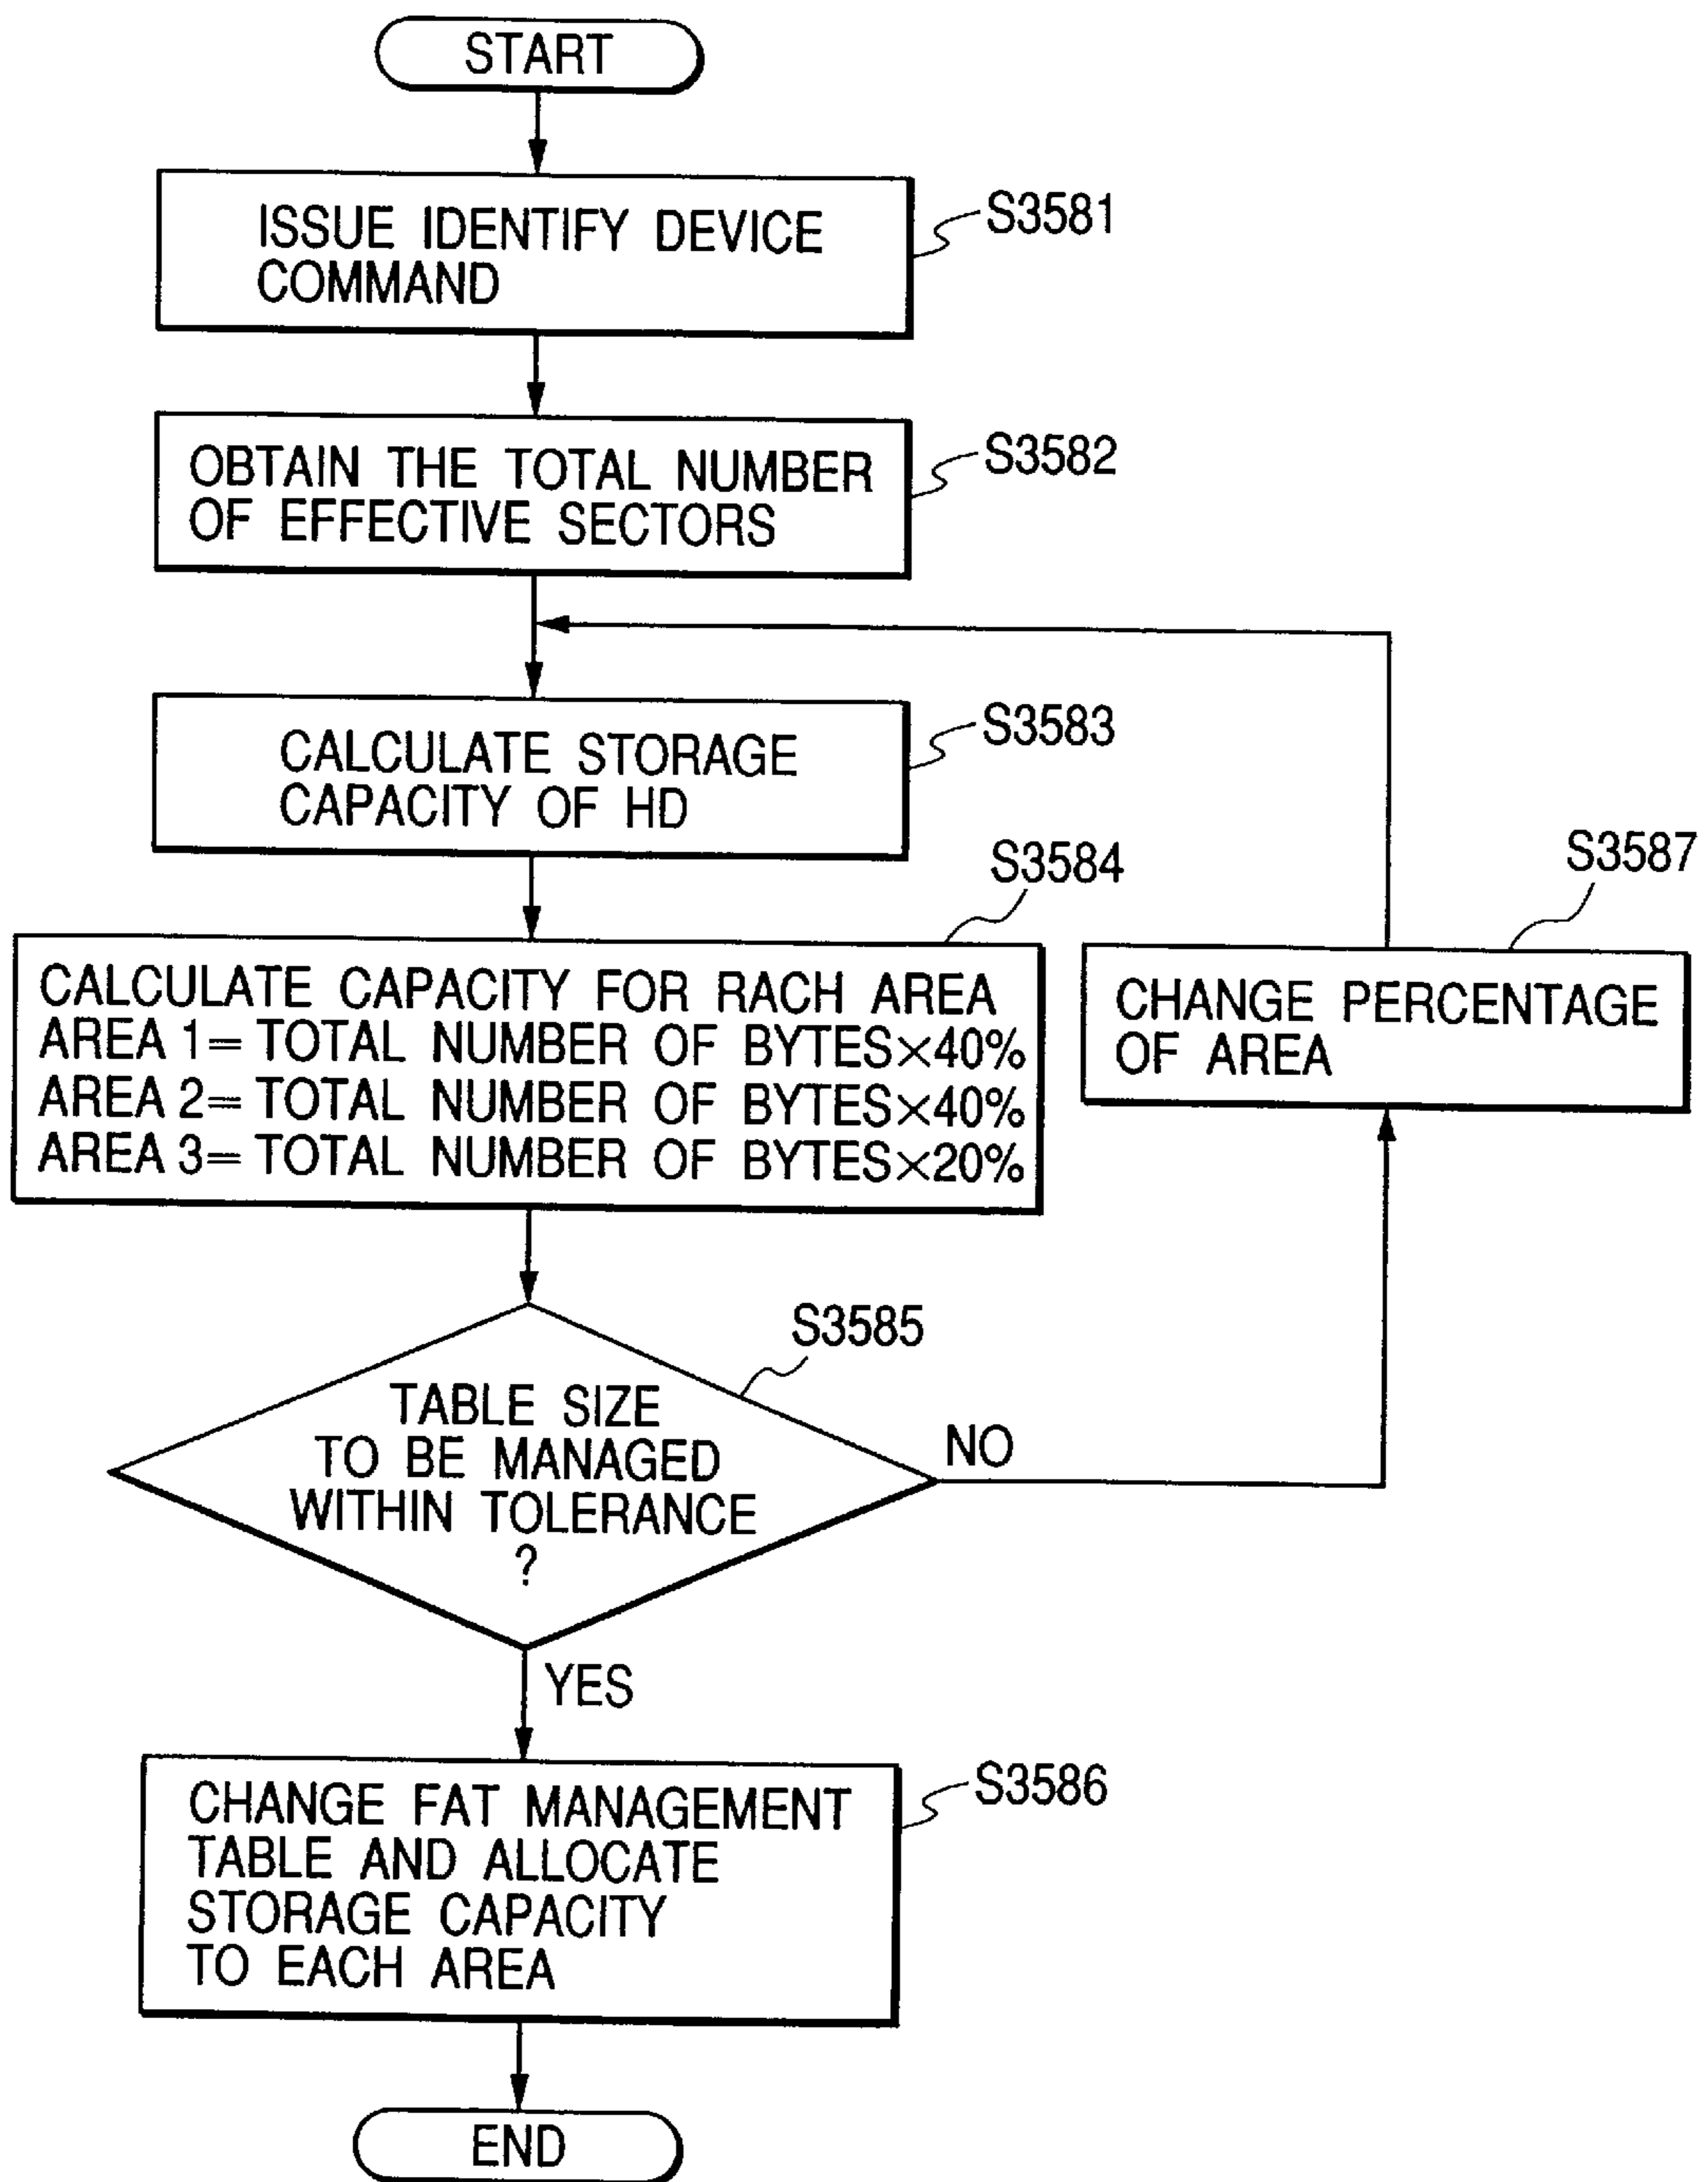 START
ISSUE IDENTIFY DEVICE
COMMAND
S3581
OBTAIN THE TOTAL NUMBER
OF EFFECTIVE SECTORS
S3582
CALCULATE STORAGE
CAPACITY OF HD
S3583
CALCULATE CAPACITY FOR RACH AREA
AREA 1= TOTAL NUMBER OF BYTES×40%
AREA 2= TOTAL NUMBER OF BYTES×40%
AREA 3= TOTAL NUMBER OF BYTES×20%
S3584
CHANGE PERCENTAGE
OF AREA
S3587
TABLE SIZE
TO BE MANAGED
WITHIN TOLERANCE
?
S3585
NO
YES
CHANGE FAT MANAGEMENT
TABLE AND ALLOCATE
STORAGE CAPACITY
TO EACH AREA
S3586
END